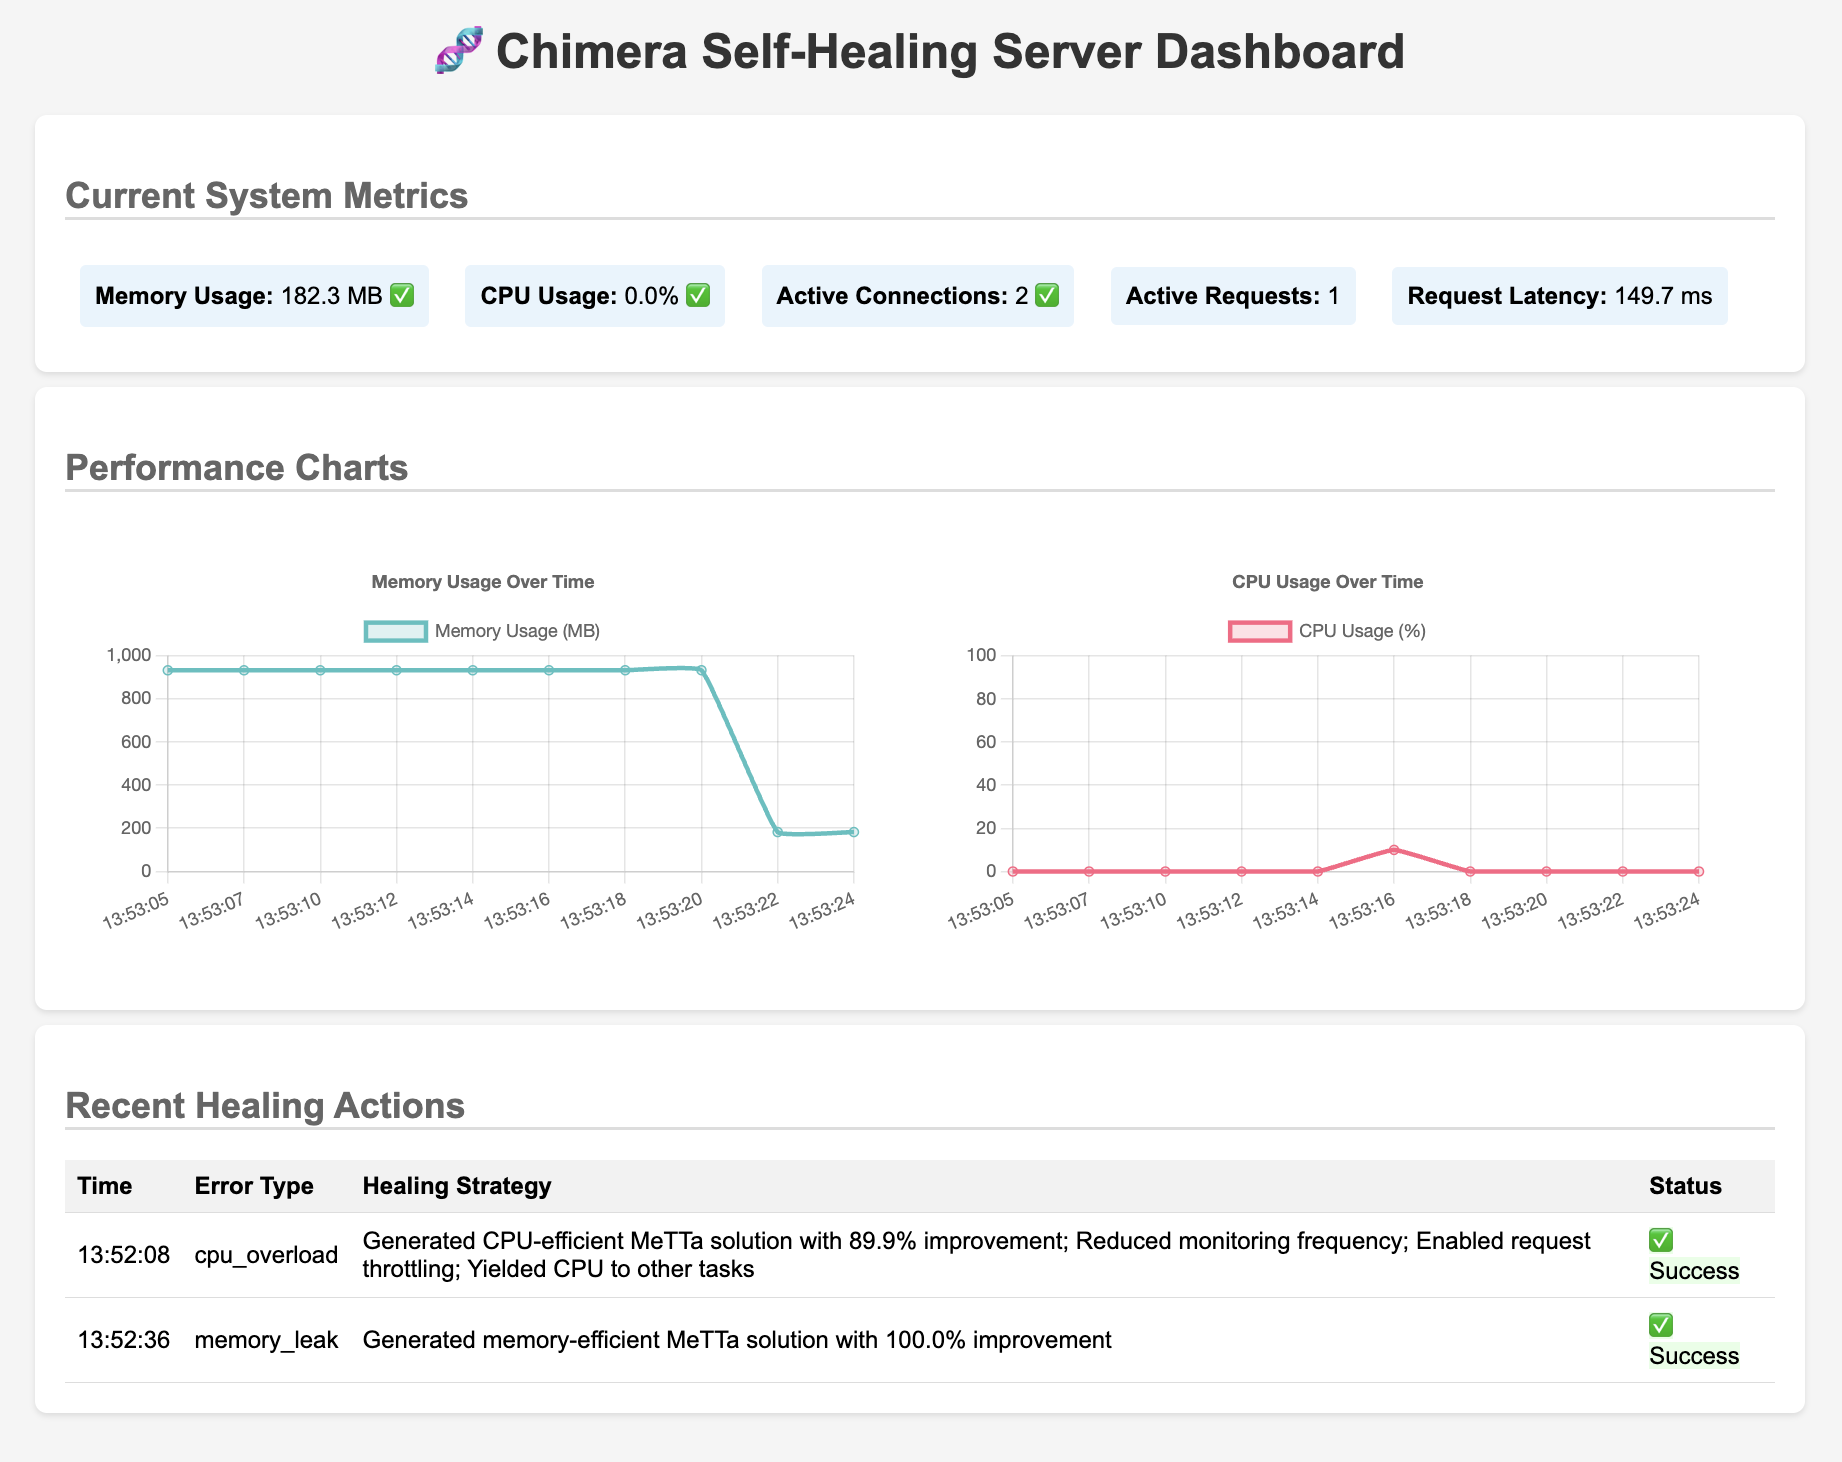 🧬 Chimera Self-Healing Server Dashboard
Current System Metrics
Memory Usage: 182.3 MB ✅
CPU Usage: 0.0% ✅
Active Connections: 2 ✅
Active Requests: 1
Request Latency: 149.7 ms
Performance Charts
Memory Usage Over Time
Memory Usage (MB)
1,000
800
600
400
200
0
13:53:05
13:53:07
13:53:10
13:53:12
13:53:14
13:53:16
13:53:18
13:53:20
13:53:22
13:53:24
CPU Usage Over Time
CPU Usage (%)
100
80
60
40
20
0
13:53:05
13:53:07
13:53:10
13:53:12
13:53:14
13:53:16
13:53:18
13:53:20
13:53:22
13:53:24
Recent Healing Actions
Time Error Type Healing Strategy Status
13:52:08 cpu_overload Generated CPU-efficient MeTTa solution with 89.9% improvement; Reduced monitoring frequency; Enabled request
throttling; Yielded CPU to other tasks
✅
Success
13:52:36 memory_leak Generated memory-efficient MeTTa solution with 100.0% improvement
✅
Success